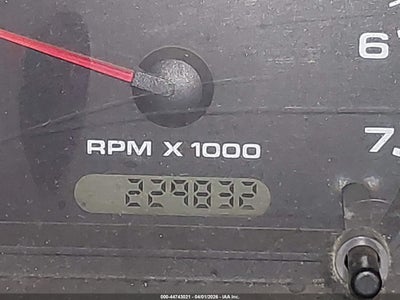 6
RPM X 1000
7
229832
000-44743021 - 04/01/2026 - IAA Inc.